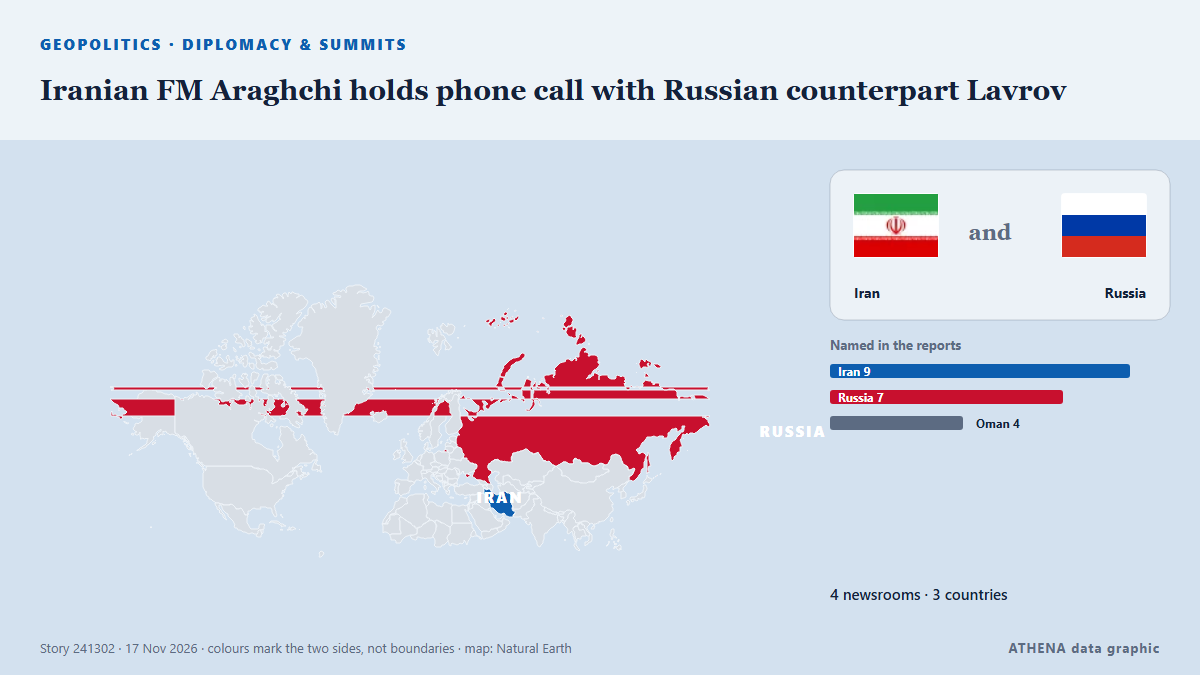 GEOPOLITICS · DIPLOMACY & SUMMITS
Iranian FM Araghchi holds phone call with Russian counterpart Lavrov
and
Iran
Russia
Named in the reports
Iran 9
Russia 7
Oman 4
RUSSIA
IRAN
4 newsrooms · 3 countries
Story 241302 · 17 Nov 2026 · colours mark the two sides, not boundaries · map: Natural Earth
ATHENA data graphic